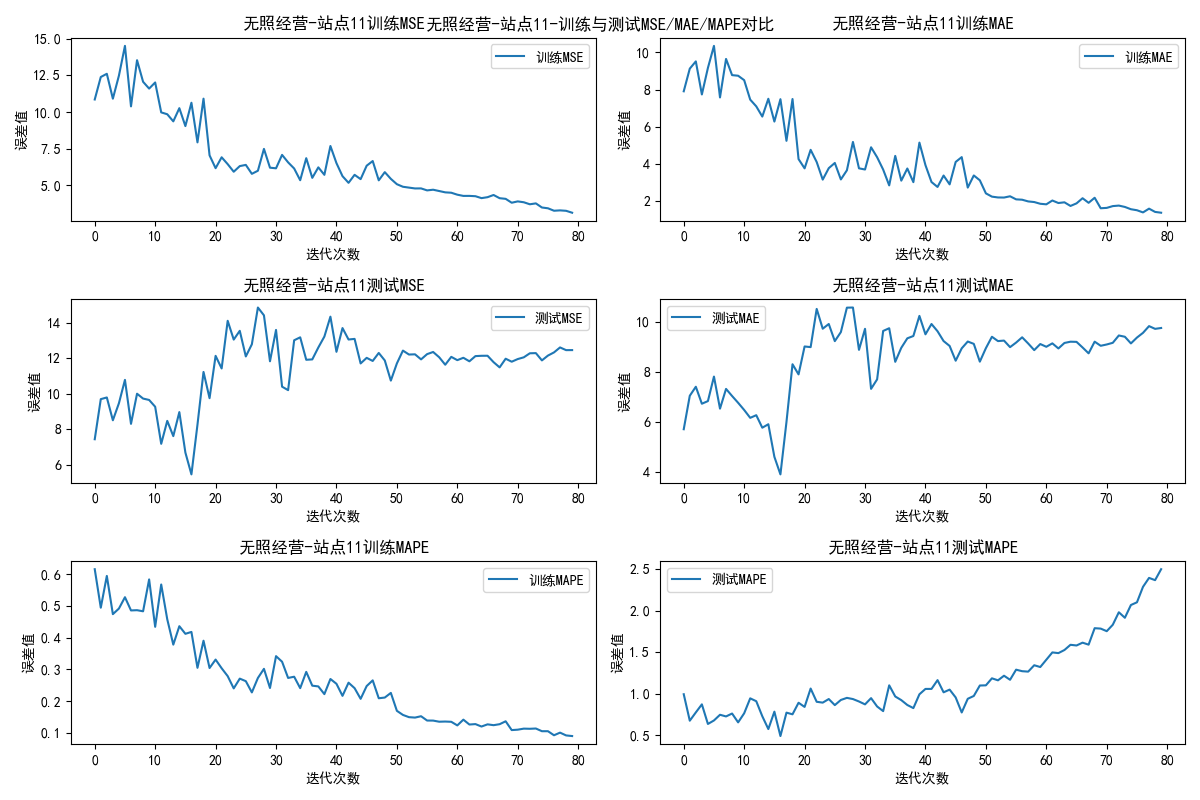 无照经营-站点11-训练与测试MSE/MAE/MAPE对比
无照经营-站点11训练MSE
训练MSE
误差值
15.0
12.5
10.0
7.5
5.0
0 10 20 30 40 50 60 70 80
迭代次数
无照经营-站点11训练MAE
训练MAE
误差值
10
8
6
4
2
0 10 20 30 40 50 60 70 80
迭代次数
无照经营-站点11测试MSE
测试MSE
误差值
14
12
10
8
6
0 10 20 30 40 50 60 70 80
迭代次数
无照经营-站点11测试MAE
测试MAE
误差值
10
8
6
4
0 10 20 30 40 50 60 70 80
迭代次数
无照经营-站点11训练MAPE
训练MAPE
误差值
0.6
0.5
0.4
0.3
0.2
0.1
0 10 20 30 40 50 60 70 80
迭代次数
无照经营-站点11测试MAPE
测试MAPE
误差值
2.5
2.0
1.5
1.0
0.5
0 10 20 30 40 50 60 70 80
迭代次数